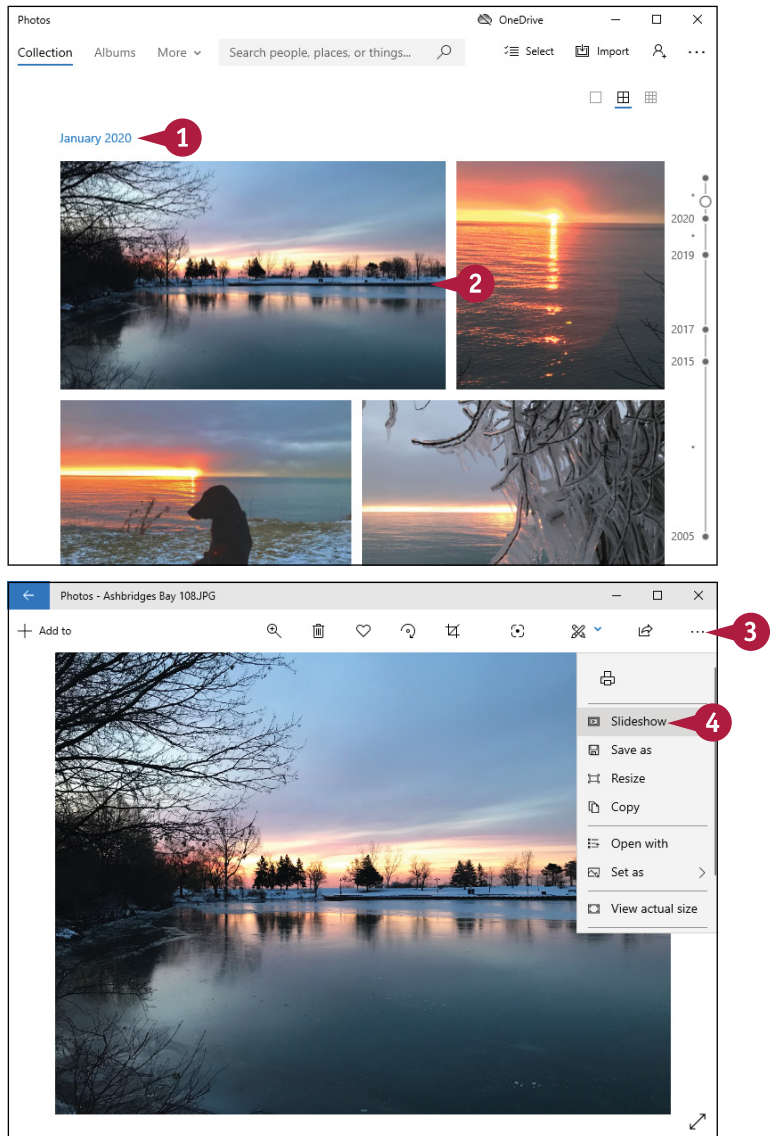 Photos
OneDrive
Collection Albums More Search people, places, or things... Select Import
January 2020
1
2
2020
2019
2017
2015
2005
Photos - Ashbridges Bay 108.JPG
Add to
3
Slideshow
4
Save as
Resize
Copy
Open with
Set as
View actual size